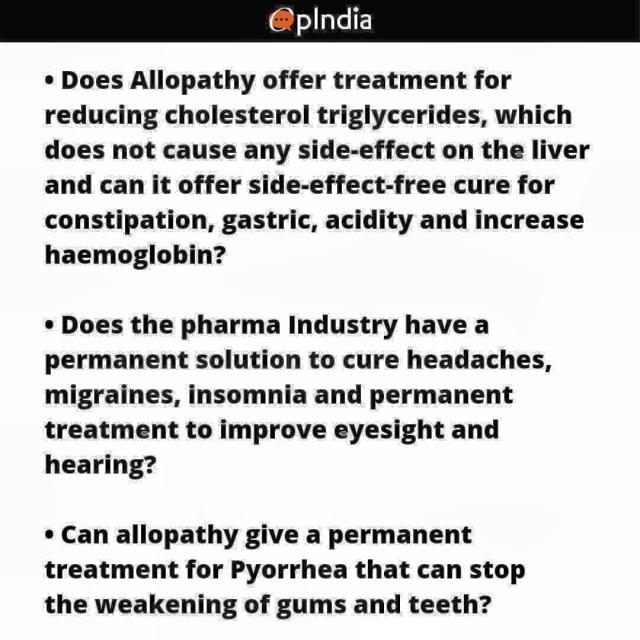 OpIndia
• Does Allopathy offer treatment for
reducing cholesterol triglycerides, which
does not cause any side-effect on the liver
and can it offer side-effect-free cure for
constipation, gastric, acidity and increase
haemoglobin?
• Does the pharma Industry have a
permanent solution to cure headaches,
migraines, insomnia and permanent
treatment to improve eyesight and
hearing?
• Can allopathy give a permanent
treatment for Pyorrhea that can stop
the weakening of gums and teeth?